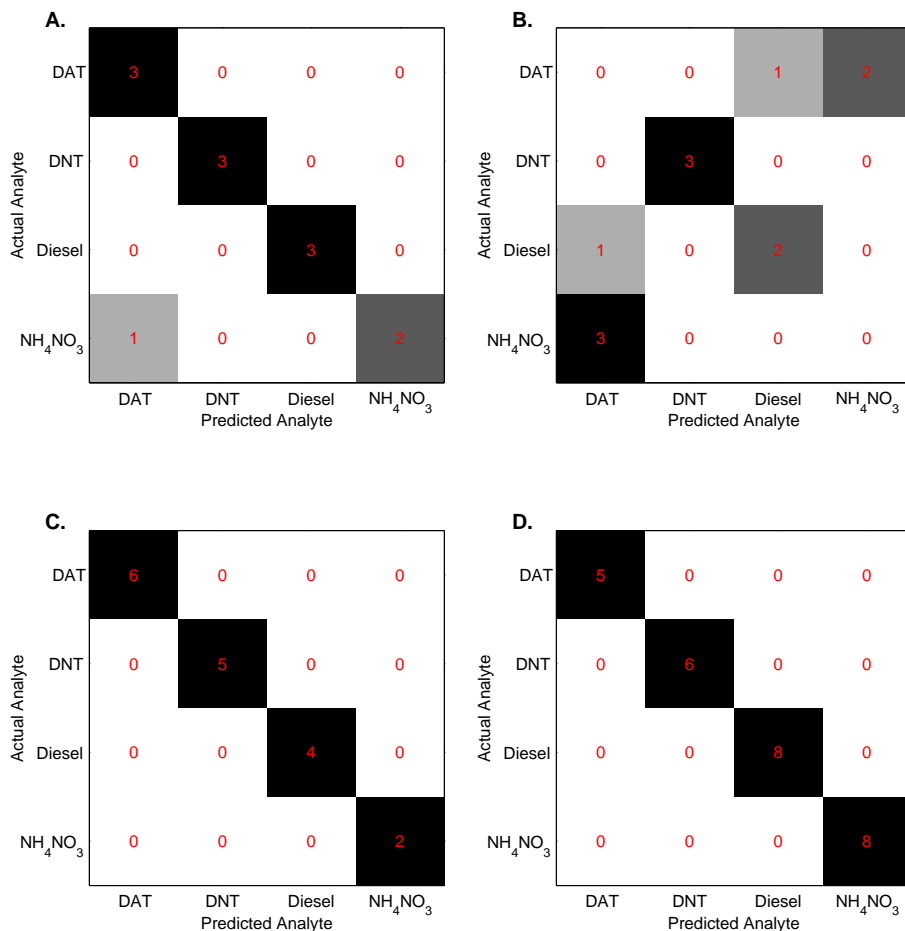 A.
DAT 3 0 0 0
DNT 0 3 0 0
Diesel 0 0 3 0
NH4NO3 1 0 0 2
DAT DNT Diesel NH4NO3
Predicted Analyte
Actual Analyte
B.
DAT 0 0 1 2
DNT 0 3 0 0
Diesel 1 0 2 0
NH4NO3 3 0 0 0
DAT DNT Diesel NH4NO3
Predicted Analyte
Actual Analyte
C.
DAT 6 0 0 0
DNT 0 5 0 0
Diesel 0 0 4 0
NH4NO3 0 0 0 2
DAT DNT Diesel NH4NO3
Predicted Analyte
Actual Analyte
D.
DAT 5 0 0 0
DNT 0 6 0 0
Diesel 0 0 8 0
NH4NO3 0 0 0 8
DAT DNT Diesel NH4NO3
Predicted Analyte
Actual Analyte